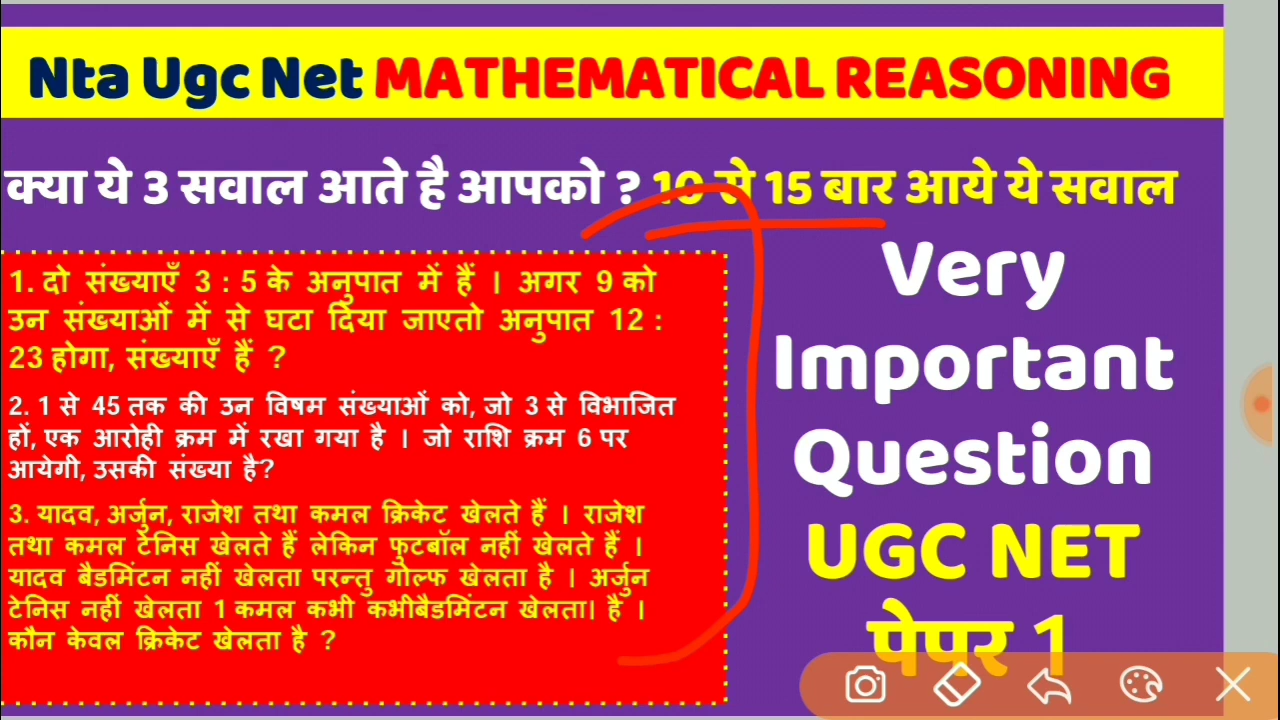 Nta Ugc Net MATHEMATICAL REASONING
क्या ये 3 सवाल आते है आपको ? 10 से 15 बार आये ये सवाल
1. दो संख्याएँ 3 : 5 के अनुपात में हैं । अगर 9 को
उन संख्याओं में से घटा दिया जाएतो अनुपात 12 :
23 होगा, संख्याएँ हैं ?
2. 1 से 45 तक की उन विषम संख्याओं को, जो 3 से विभाजित
हों, एक आरोही क्रम में रखा गया है । जो राशि क्रम 6 पर
आयेगी, उसकी संख्या है?
3. यादव, अर्जुन, राजेश तथा कमल क्रिकेट खेलते हैं । राजेश
तथा कमल टेनिस खेलते हैं लेकिन फुटबॉल नहीं खेलते हैं ।
यादव बैडमिंटन नहीं खेलता परन्तु गोल्फ खेलता है । अर्जुन
टेनिस नहीं खेलता 1 कमल कभी कभीबैडमिंटन खेलता। है ।
कौन केवल क्रिकेट खेलता है ?
Very
Important
Question
UGC NET
पेपर 1